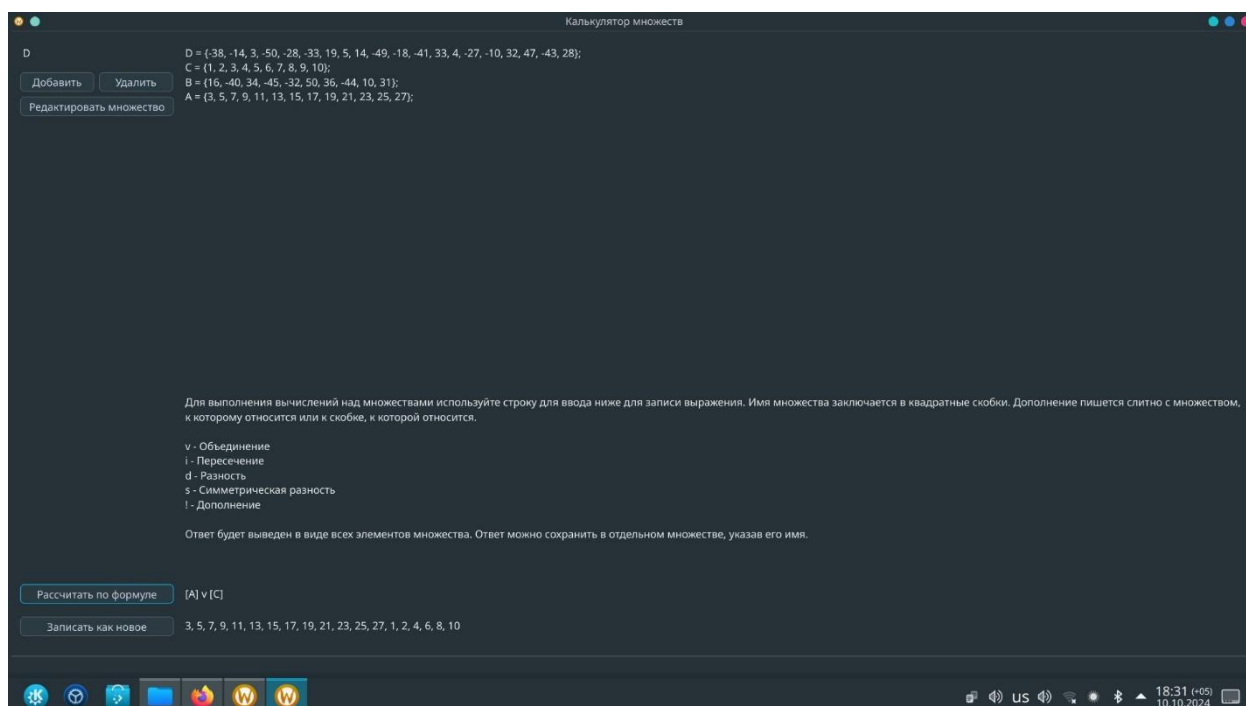 Калькулятор множеств
D
Добавить Удалить
Редактировать множество
D = {-38, -14, 3, -50, -28, -33, 19, 5, 14, -49, -18, -41, 33, 4, -27, -10, 32, 47, -43, 28};
C = {1, 2, 3, 4, 5, 6, 7, 8, 9, 10};
B = {16, -40, 34, -45, -32, 50, 36, -44, 10, 31};
A = {3, 5, 7, 9, 11, 13, 15, 17, 19, 21, 23, 25, 27};
Для выполнения вычислений над множествами используйте строку для ввода ниже для записи выражения. Имя множества заключается в квадратные скобки. Дополнение пишется слитно с множеством,
к которому относится или к скобке, к которой относится.
v - Объединение
i - Пересечение
d - Разность
s - Симметрическая разность
! - Дополнение
Ответ будет выведен в виде всех элементов множества. Ответ можно сохранить в отдельном множестве, указав его имя.
Рассчитать по формуле [A] v [C]
Записать как новое 3, 5, 7, 9, 11, 13, 15, 17, 19, 21, 23, 25, 27, 1, 2, 4, 6, 8, 10
US 18:31 (+05)
10.10.2024